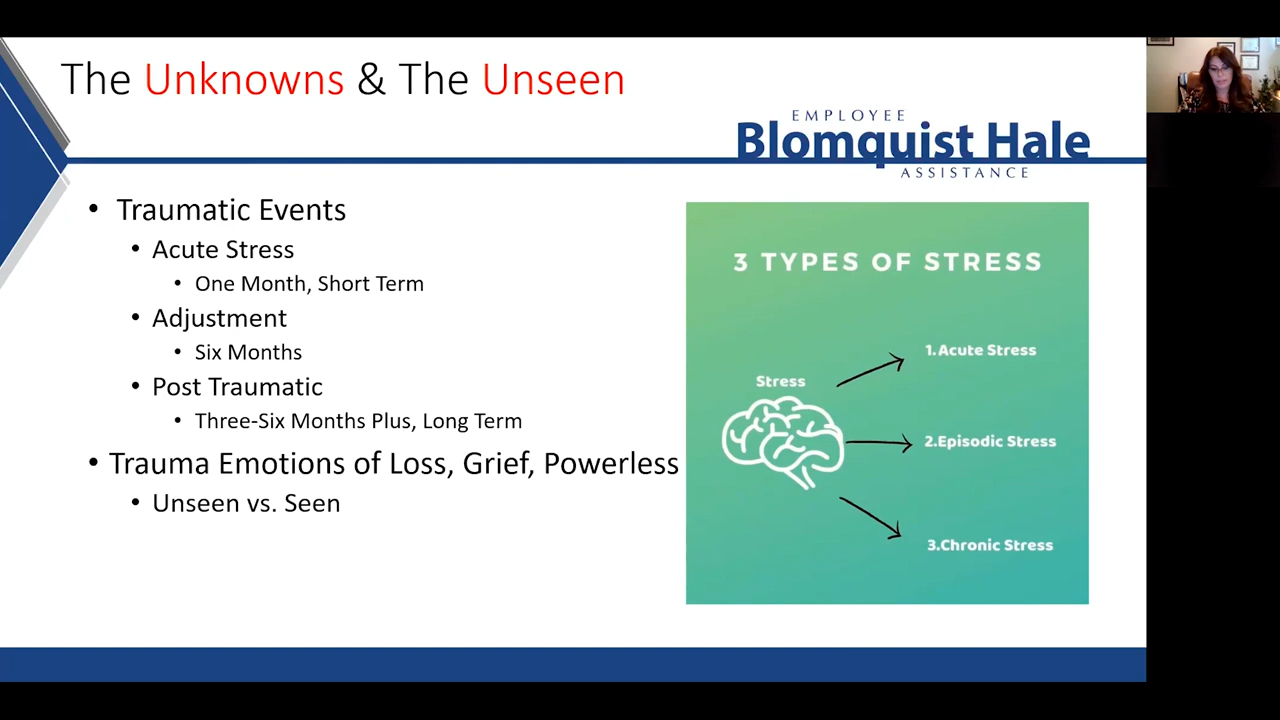 The Unknowns & The Unseen
EMPLOYEE
Blomquist Hale
ASSISTANCE
• Traumatic Events
• Acute Stress
• One Month, Short Term
• Adjustment
• Six Months
• Post Traumatic
• Three-Six Months Plus, Long Term
• Trauma Emotions of Loss, Grief, Powerless
• Unseen vs. Seen
3 TYPES OF STRESS
Stress
1.Acute Stress
2.Episodic Stress
3.Chronic Stress